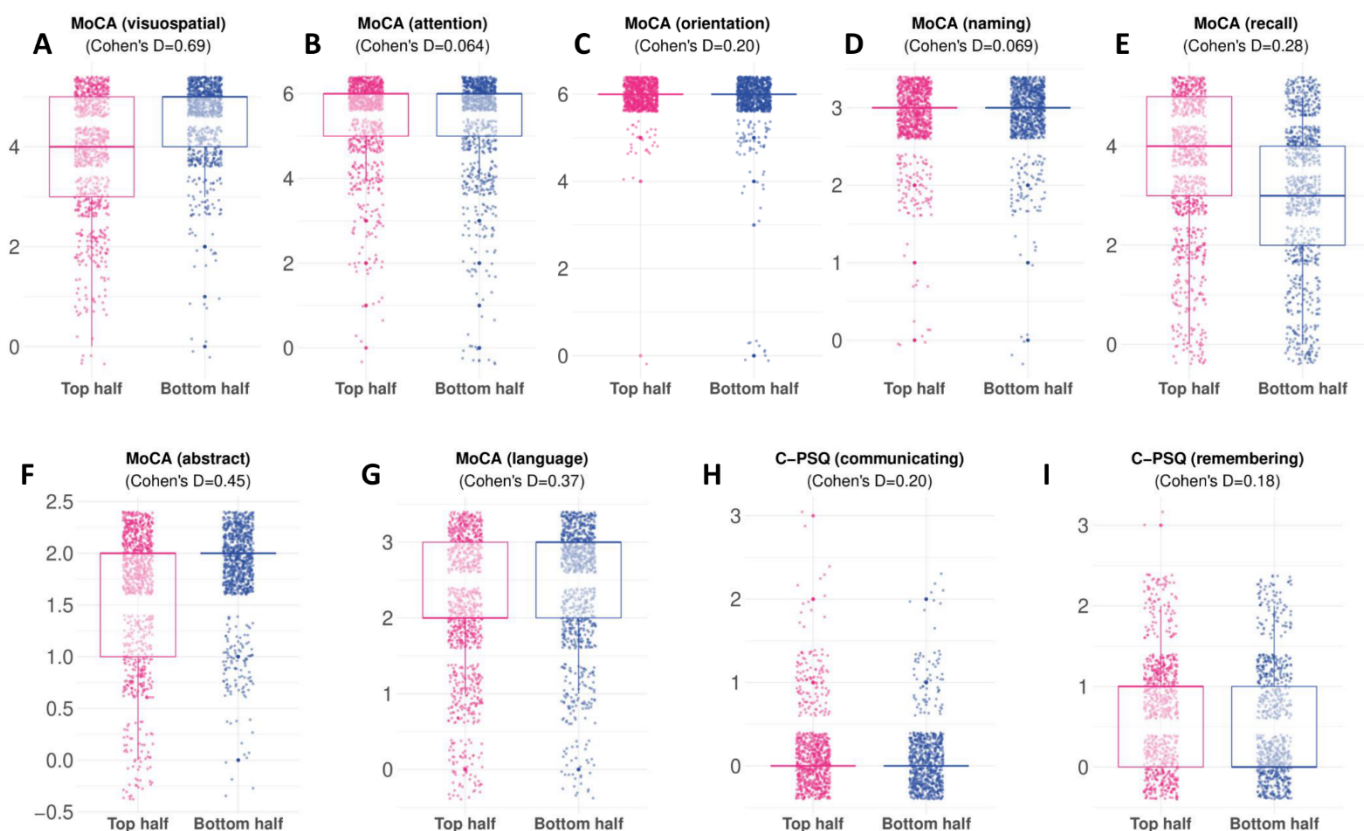 A
MoCA (visuospatial)
(Cohen's D=0.69)
4
2
0
Top half Bottom half
B
MoCA (attention)
(Cohen's D=0.064)
6
4
2
0
Top half Bottom half
C
MoCA (orientation)
(Cohen's D=0.20)
6
4
2
0
Top half Bottom half
D
MoCA (naming)
(Cohen's D=0.069)
3
2
1
0
Top half Bottom half
E
MoCA (recall)
(Cohen's D=0.28)
4
2
0
Top half Bottom half
F
MoCA (abstract)
(Cohen's D=0.45)
2.5
2.0
1.5
1.0
0.5
0.0
−0.5
Top half Bottom half
G
MoCA (language)
(Cohen's D=0.37)
3
2
1
0
Top half Bottom half
H
C−PSQ (communicating)
(Cohen's D=0.20)
3
2
1
0
Top half Bottom half
I
C−PSQ (remembering)
(Cohen's D=0.18)
3
2
1
0
Top half Bottom half